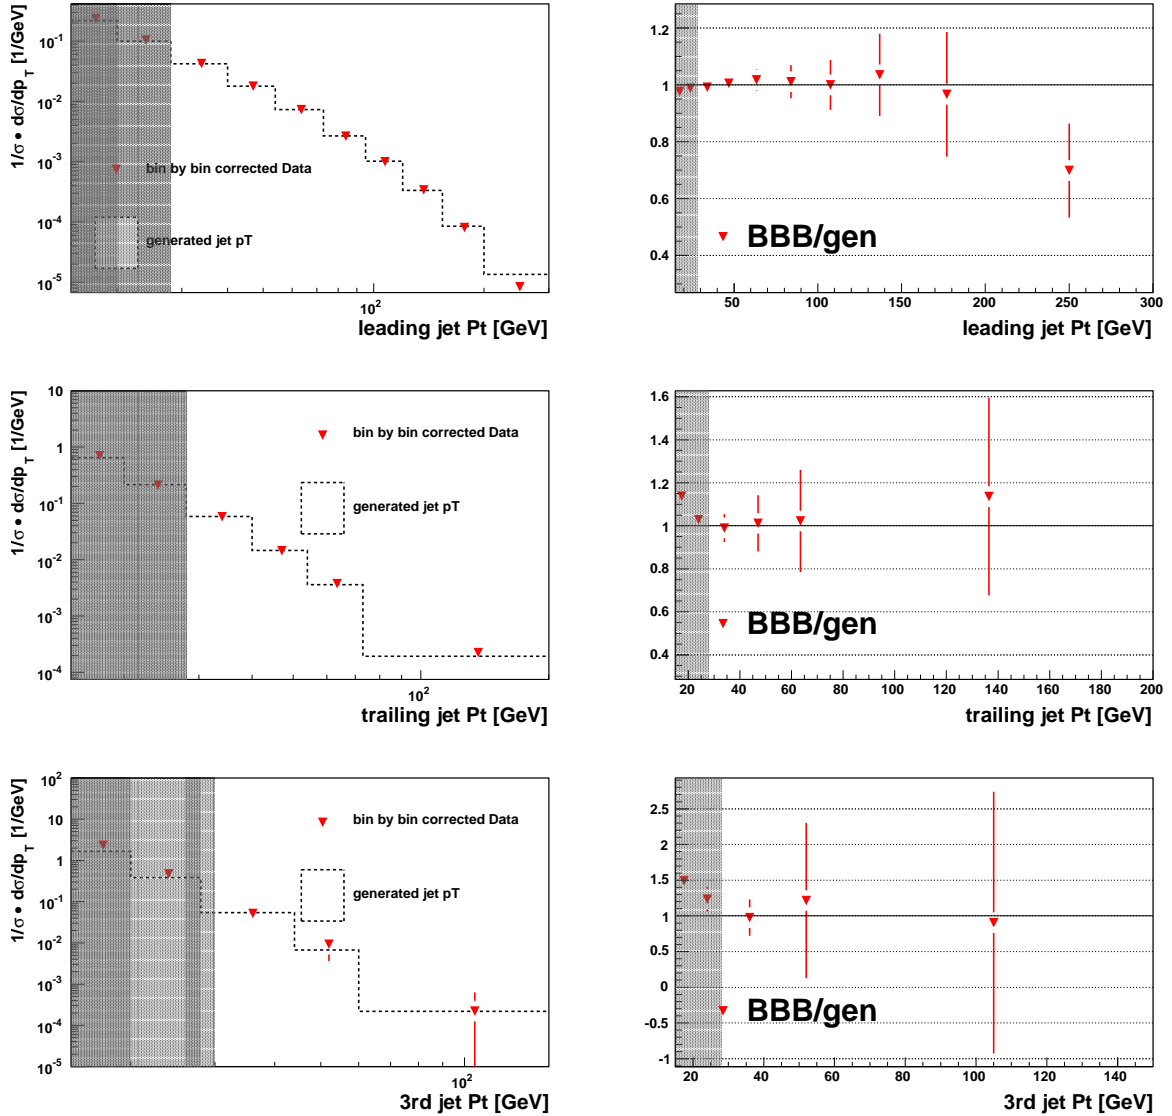 1/σ • dσ/dp_T [1/GeV]
10^-1
10^-2
10^-3
10^-4
10^-5
bin by bin corrected Data
generated jet pT
10^2
leading jet Pt [GeV]
1.2
1
0.8
0.6
0.4
BBB/gen
50 100 150 200 250 300
leading jet Pt [GeV]
1/σ • dσ/dp_T [1/GeV]
10
1
10^-1
10^-2
10^-3
10^-4
bin by bin corrected Data
generated jet pT
10^2
trailing jet Pt [GeV]
1.6
1.4
1.2
1
0.8
0.6
0.4
BBB/gen
20 40 60 80 100 120 140 160 180 200
trailing jet Pt [GeV]
1/σ • dσ/dp_T [1/GeV]
10^2
10
1
10^-1
10^-2
10^-3
10^-4
10^-5
bin by bin corrected Data
generated jet pT
10^2
3rd jet Pt [GeV]
2.5
2
1.5
1
0.5
0
-0.5
-1
BBB/gen
20 40 60 80 100 120 140
3rd jet Pt [GeV]